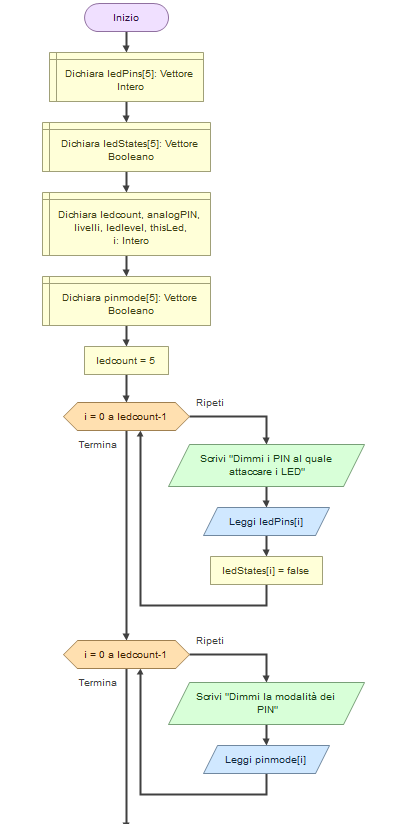 Inizio
Dichiara ledPins[5]: Vettore
Intero
Dichiara ledStates[5]: Vettore
Booleano
Dichiara ledcount, analogPIN,
livelli, ledlevel, thisLed,
i: Intero
Dichiara pinmode[5]: Vettore
Booleano
ledcount = 5
i = 0 a ledcount-1
Ripeti
Termina
Scrivi "Dimmi i PIN al quale
attaccare i LED"
Leggi ledPins[i]
ledStates[i] = false
i = 0 a ledcount-1
Ripeti
Termina
Scrivi "Dimmi la modalità dei
PIN"
Leggi pinmode[i]